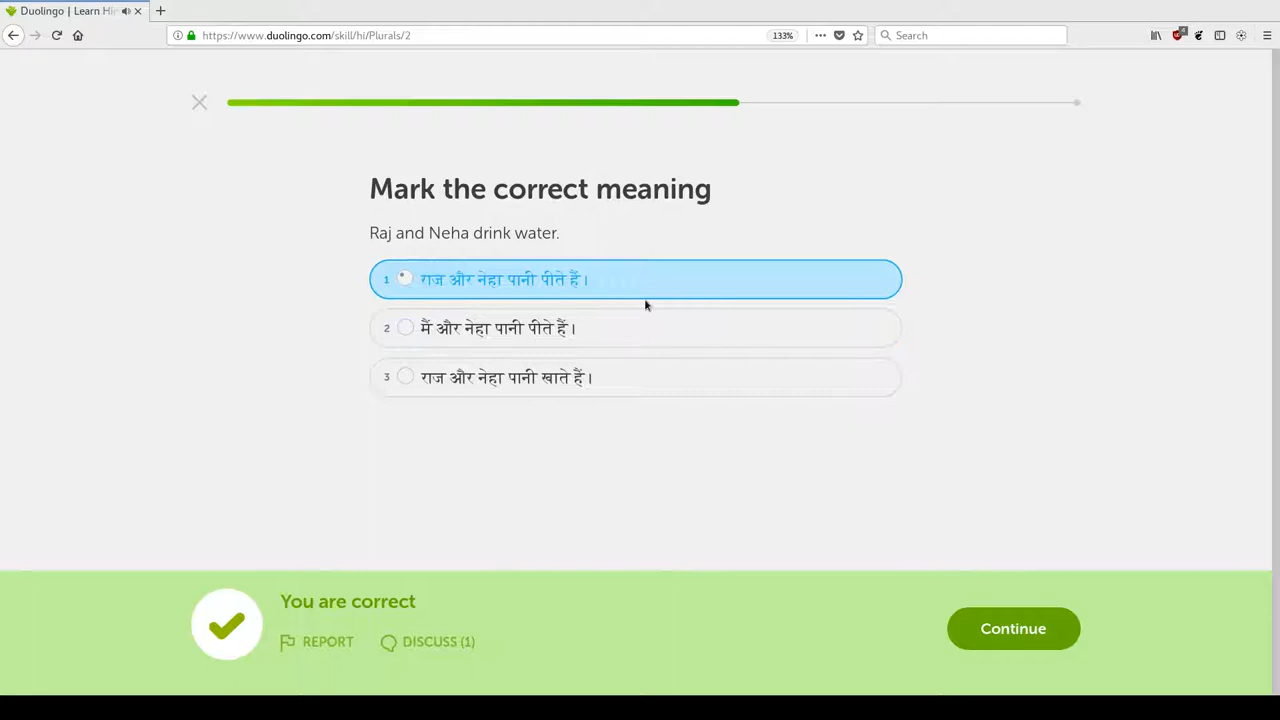 Duolingo | Learn Hi
https://www.duolingo.com/skill/hi/Plurals/2
133%
Search
4
Mark the correct meaning
Raj and Neha drink water.
1 राज और नेहा पानी पीते हैं।
2 मैं और नेहा पानी पीते हैं।
3 राज और नेहा पानी खाते हैं।
You are correct
REPORT
DISCUSS (1)
Continue